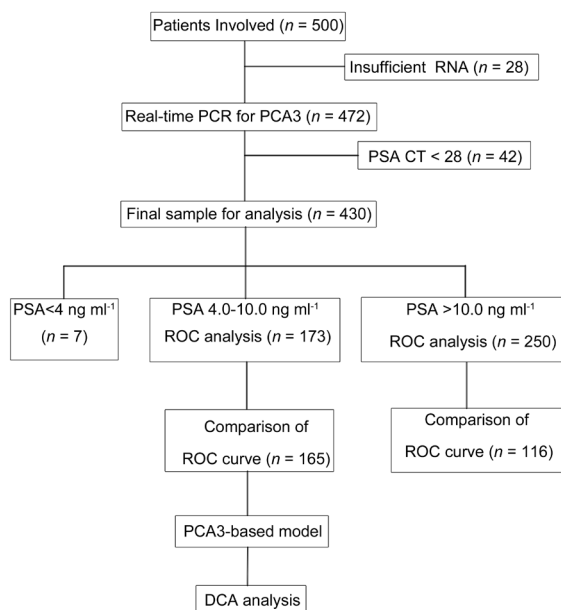 Patients Involved (n = 500)
Insufficient RNA (n = 28)
Real-time PCR for PCA3 (n = 472)
PSA CT < 28 (n = 42)
Final sample for analysis (n = 430)
PSA<4 ng ml⁻¹
(n = 7)
PSA 4.0-10.0 ng ml⁻¹
ROC analysis (n = 173)
PSA >10.0 ng ml⁻¹
ROC analysis (n = 250)
Comparison of
ROC curve (n = 165)
Comparison of
ROC curve (n = 116)
PCA3-based model
DCA analysis